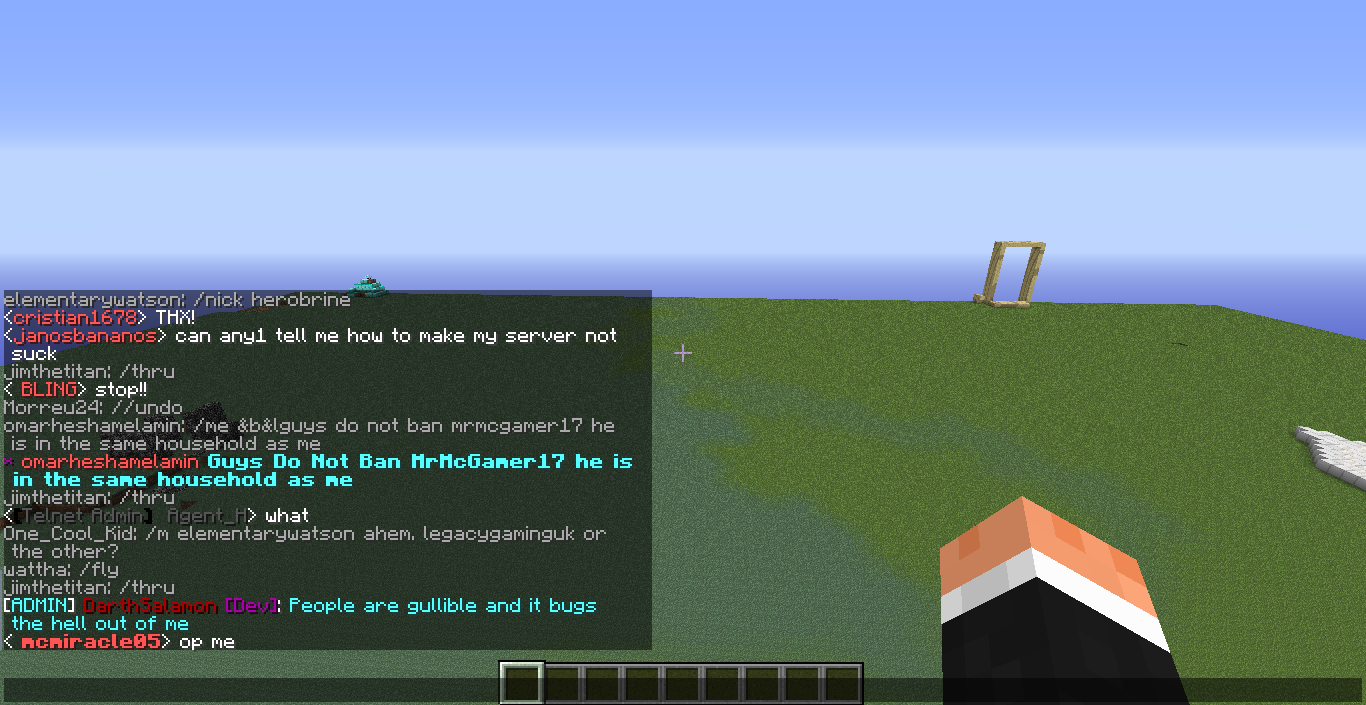 elementarywatson: /nick herobrine
<cristian1678> THX!
<janosbananos> can any1 tell me how to make my server not
suck
jimthetitan: /thru
< BLING> stop!!
Morreu24: //undo
omarheshamelamin: /me &b&lguys do not ban mrmcgamer17 he
is in the same household as me
* omarheshamelamin Guys Do Not Ban MrMcGamer17 he is
in the same household as me
jimthetitan: /thru
<[Telnet Admin] Agent_H> what
One_Cool_Kid: /m elementarywatson ahem. legacygaminguk or
the other?
wattha: /fly
jimthetitan: /thru
[ADMIN] DarthSalamon [Dev]: People are gullible and it bugs
the hell out of me
< mcmiracle05> op me